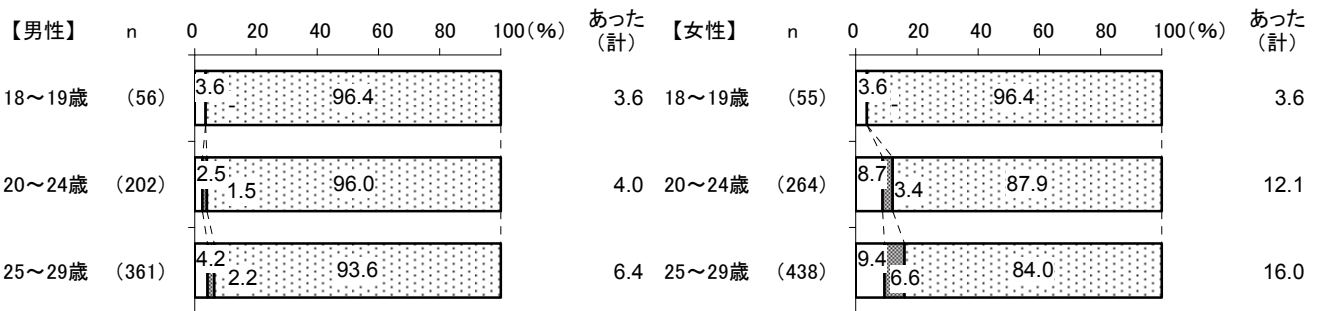 【男性】 n 0 20 40 60 80 100(%) あった(計) 【女性】 n 0 20 40 60 80 100(%) あった(計)
18～19歳 (56) 3.6 - 96.4 3.6 18～19歳 (55) 3.6 - 96.4 3.6
20～24歳 (202) 2.5 1.5 96.0 4.0 20～24歳 (264) 8.7 3.4 87.9 12.1
25～29歳 (361) 4.2 2.2 93.6 6.4 25～29歳 (438) 9.4 6.6 84.0 16.0